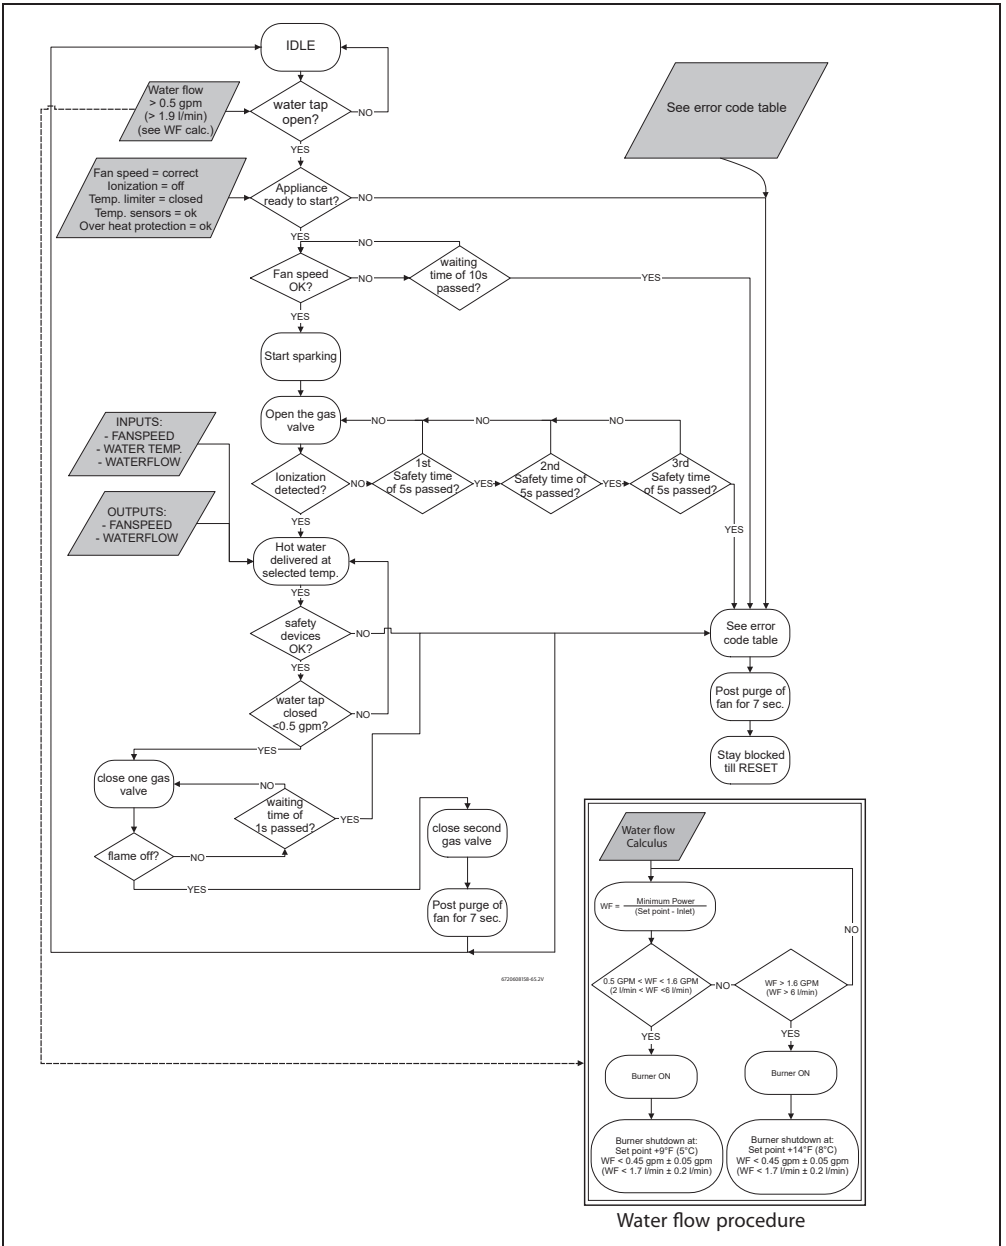 IDLE
Water flow
> 0.5 gpm
(> 1.9 l/min)
(see WF calc.)
water tap
open?
NO
YES
See error code table
Fan speed = correct
Ionization = off
Temp. limiter = closed
Temp. sensors = ok
Over heat protection = ok
Appliance
ready to start?
NO
YES
NO
Fan speed
OK?
NO
waiting
time of 10s
passed?
YES
YES
Start sparking
Open the gas
valve
NO
NO
NO
INPUTS:
- FANSPEED
- WATER TEMP.
- WATERFLOW
Ionization
detected?
NO
1st
Safety time
of 5s passed?
YES
2nd
Safety time of
5s passed?
YES
3rd
Safety time
of 5s passed?
YES
YES
OUTPUTS:
- FANSPEED
- WATERFLOW
Hot water
delivered at
selected temp.
YES
safety
devices
OK?
NO
YES
See error
code table
water tap
closed
<0.5 gpm?
NO
YES
Post purge of
fan for 7 sec.
Stay blocked
till RESET
close one gas
valve
NO
waiting
time of
1s passed?
YES
flame off?
NO
YES
close second
gas valve
Post purge of
fan for 7 sec.
6720608158-65.2V
Water flow
Calculus
WF = Minimum Power
(Set point - Inlet)
NO
0.5 GPM < WF < 1.6 GPM
(2 l/min < WF <6 l/min)
NO
WF > 1.6 GPM
(WF > 6 l/min)
YES
YES
Burner ON
Burner ON
Burner shutdown at:
Set point +9°F (5°C)
WF < 0.45 gpm ± 0.05 gpm
(WF < 1.7 l/min ± 0.2 l/min)
Burner shutdown at:
Set point +14°F (8°C)
WF < 0.45 gpm ± 0.05 gpm
(WF < 1.7 l/min ± 0.2 l/min)
Water flow procedure